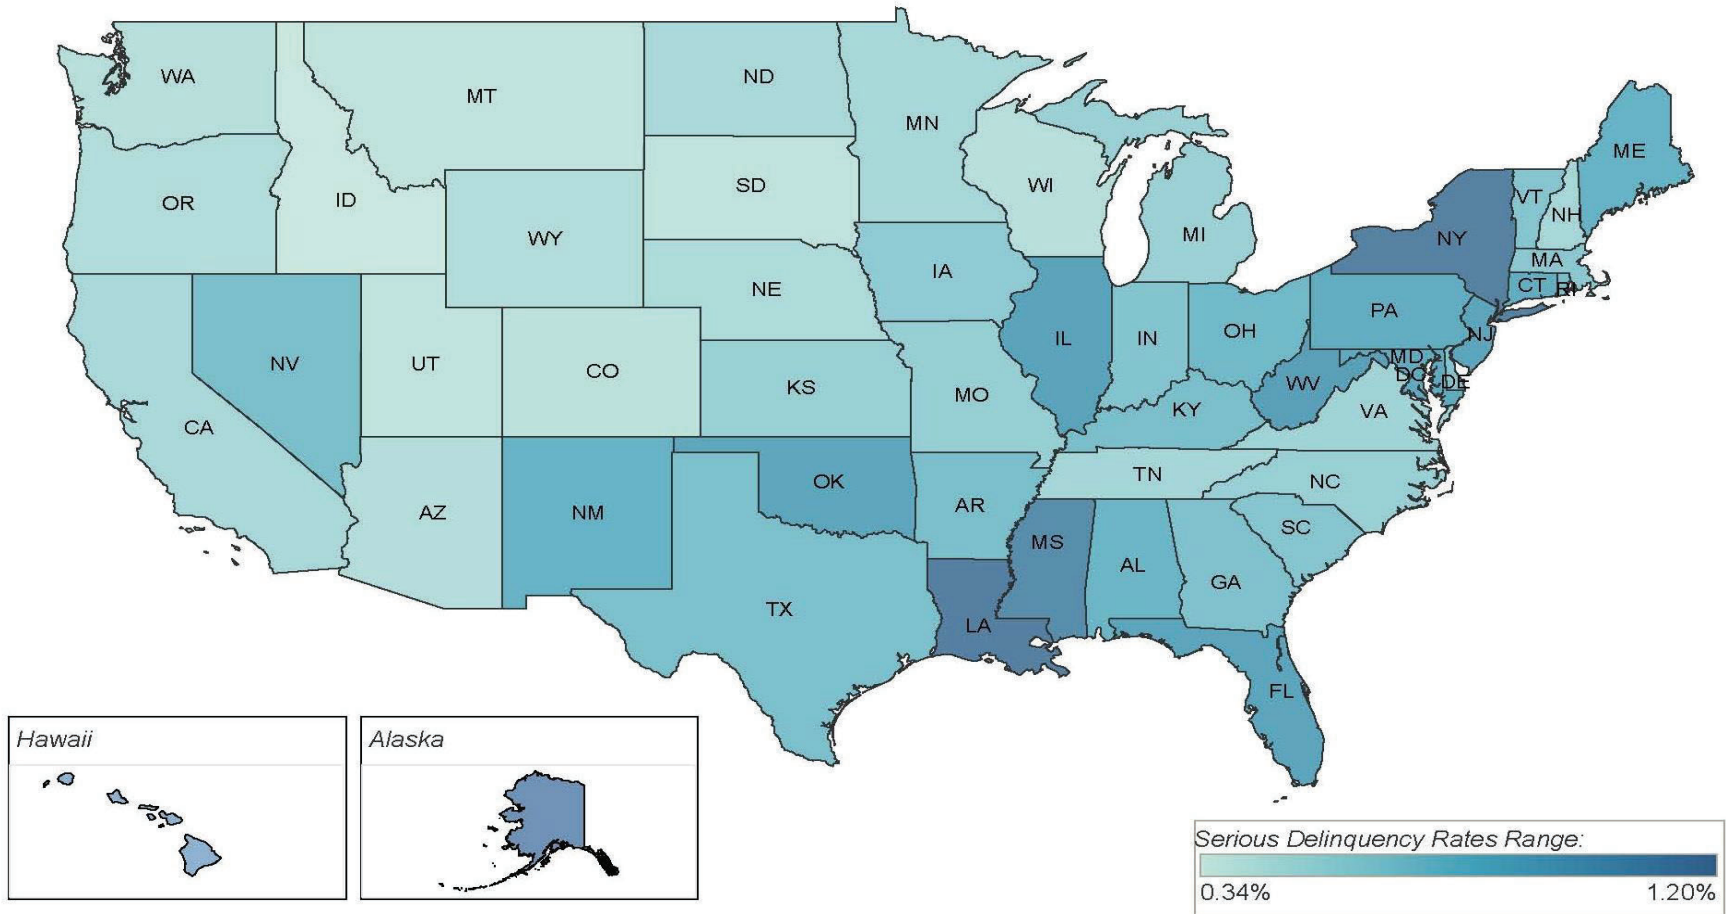 WA
MT
ND
MN
ME
OR
ID
SD
WI
VT
NH
WY
MI
NY
MA
IA
NE
CT
RI
PA
NV
UT
CO
IL
IN
OH
NJ
KS
MO
WV
MD
DC
DE
KY
VA
CA
TN
AZ
NM
OK
AR
NC
MS
SC
AL
GA
TX
LA
FL
Hawaii
Alaska
Serious Delinquency Rates Range:
0.34% 1.20%